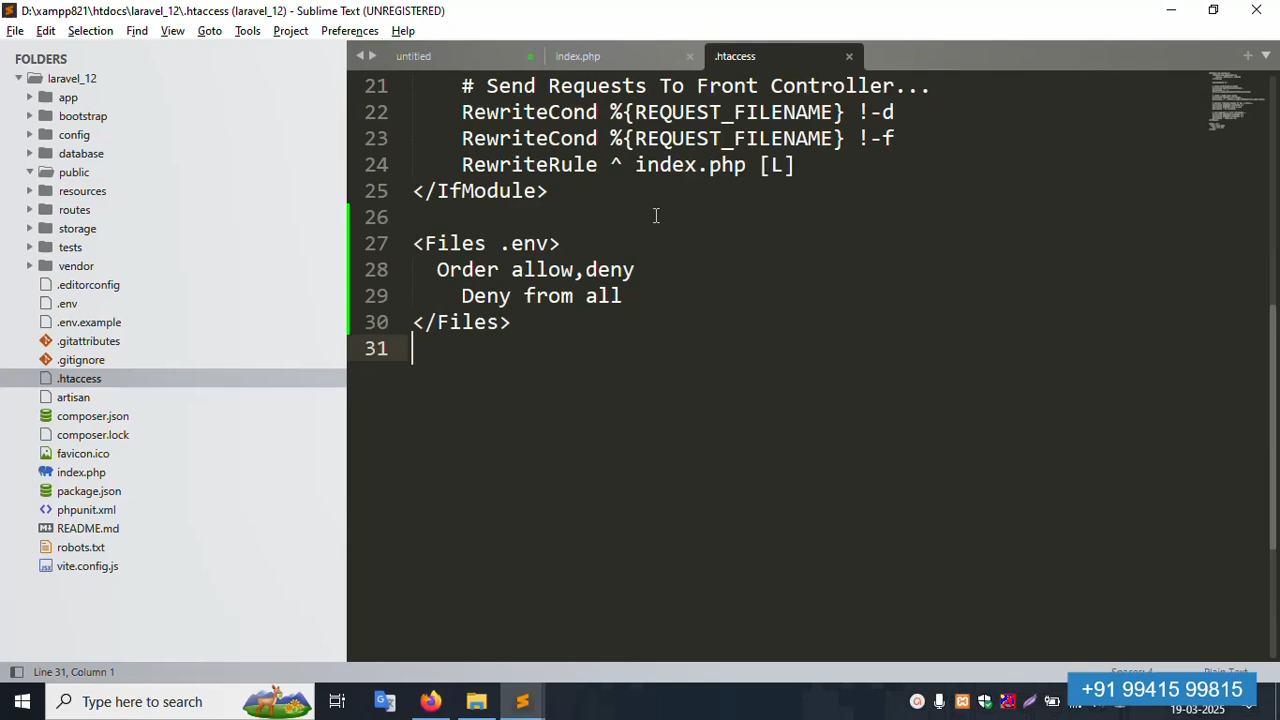 D:\xampp821\htdocs\laravel_12\.htaccess (laravel_12) - Sublime Text (UNREGISTERED)
File Edit Selection Find View Goto Tools Project Preferences Help
FOLDERS
laravel_12
app
bootstrap
config
database
public
resources
routes
storage
tests
vendor
.editorconfig
.env
.env.example
.gitattributes
.gitignore
.htaccess
artisan
composer.json
composer.lock
favicon.ico
index.php
package.json
phpunit.xml
README.md
robots.txt
vite.config.js
untitled index.php .htaccess
21 # Send Requests To Front Controller...
22 RewriteCond %{REQUEST_FILENAME} !-d
23 RewriteCond %{REQUEST_FILENAME} !-f
24 RewriteRule ^ index.php [L]
25 </IfModule>
26
27 <Files .env>
28 Order allow,deny
29 Deny from all
30 </Files>
31
Line 31, Column 1
Type here to search
+91 99415 99815
19-03-2025